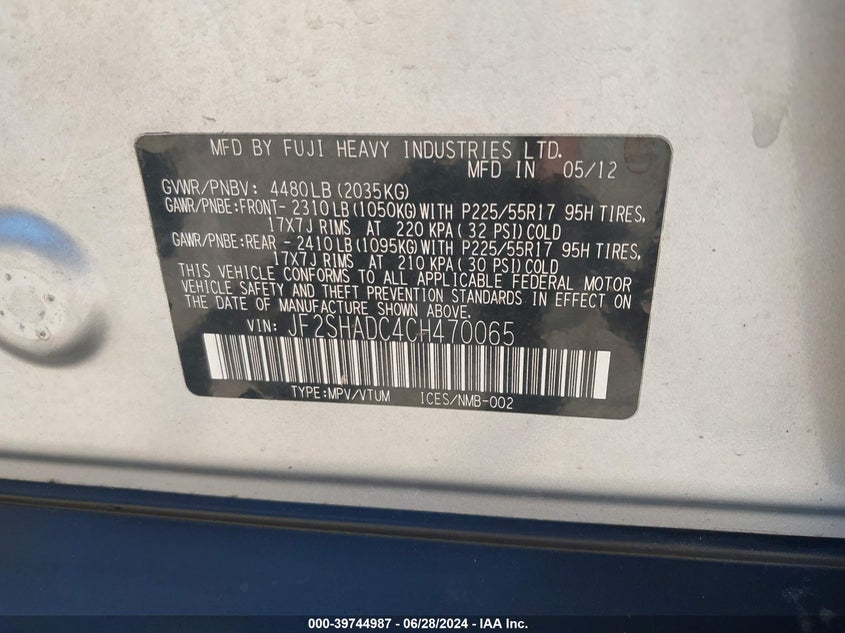 MFD BY FUJI HEAVY INDUSTRIES LTD.
MFD IN 05/12
GVWR/PNBV: 4480LB(2035KG)
GAWR/PNBE:FRONT- 2310LB(1050KG)WITH P225/55R17 95H TIRES,
17X7J RIMS AT 220 KPA(32 PSI)COLD
GAWR/PNBE:REAR - 2410LB(1095KG)WITH P225/55R17 95H TIRES,
17X7J RIMS AT 210 KPA(30 PSI)COLD
THIS VEHICLE CONFORMS TO ALL APPLICABLE FEDERAL MOTOR
VEHICLE SAFETY AND THEFT PREVENTION STANDARDS IN EFFECT ON
THE DATE OF MANUFACTURE SHOWN ABOVE.
VIN: JF2SHADC4CH470065
TYPE:MPV/VTUM ICES/NMB-002
000-39744987 / 06/28/2024 - IAA Inc.